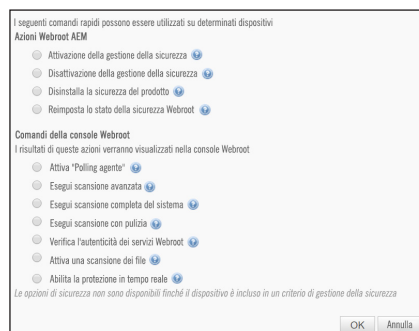 I seguenti comandi rapidi possono essere utilizzati su determinati dispositivi
Azioni Webroot AEM
Attivazione della gestione della sicurezza
Disattivazione della gestione della sicurezza
Disinstalla la sicurezza del prodotto
Reimposta lo stato della sicurezza Webroot
Comandi della console Webroot
I risultati di queste azioni verranno visualizzati nella console Webroot
Attiva "Polling agente"
Esegui scansione avanzata
Esegui scansione completa del sistema
Esegui scansione con pulizia
Verifica l'autenticità dei servizi Webroot
Attiva una scansione dei file
Abilita la protezione in tempo reale
Le opzioni di sicurezza non sono disponibili finché il dispositivo è incluso in un criterio di gestione della sicurezza
OK Annulla